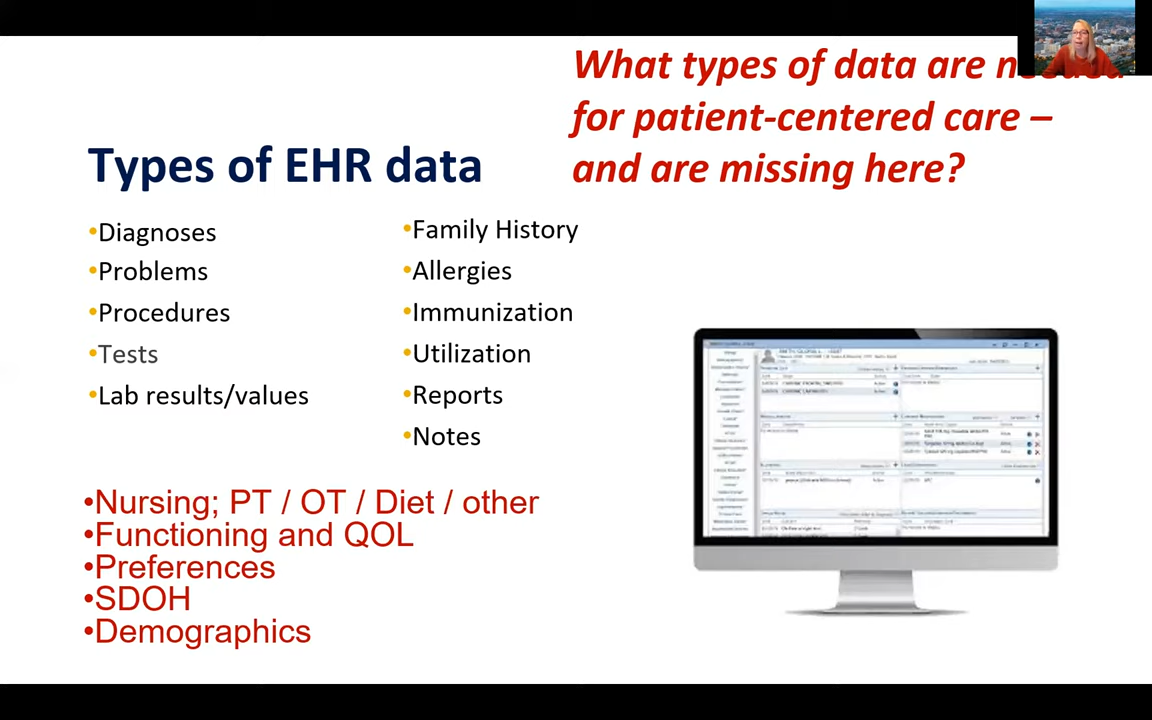 What types of data are needed
for patient-centered care –
and are missing here?
Types of EHR data
•Diagnoses
•Problems
•Procedures
•Tests
•Lab results/values
•Family History
•Allergies
•Immunization
•Utilization
•Reports
•Notes
•Nursing; PT / OT / Diet / other
•Functioning and QOL
•Preferences
•SDOH
•Demographics